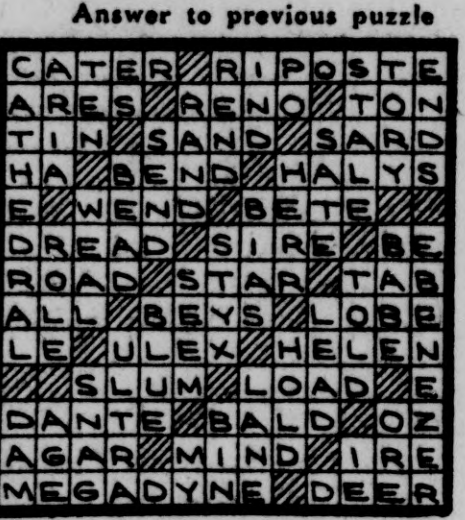 Answer to previous puzzle
CATER RIPOSTE
ARES RENO TON
TIN SAND SARD
HA BEND HALYS
E WEND BETE
DREAD SIRE BE
ROAD STAR TAB
ALL BEYS LOBE
LE ULEX HELEN
SLUM LOAD E
DANTE BALD OZ
AGAR MIND IRE
MEGADYNE DEER